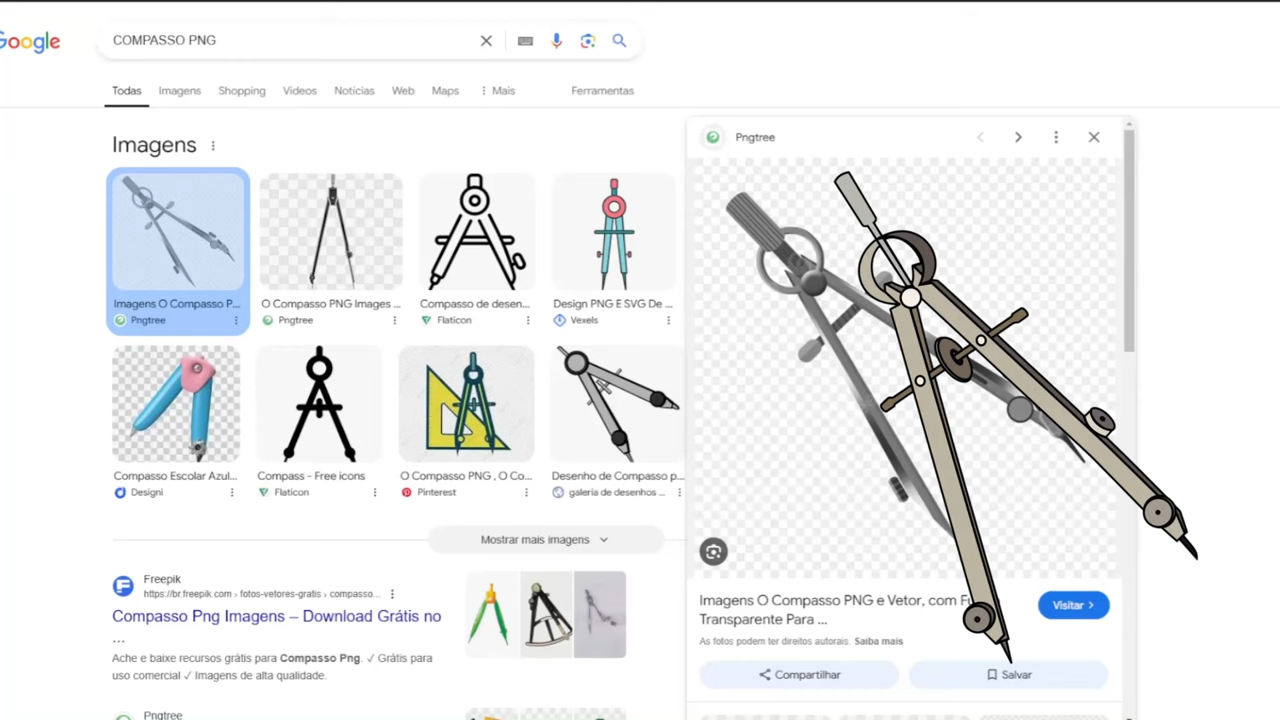 Google
COMPASSO PNG
Todas Imagens Shopping Vídeos Notícias Web Maps Mais Ferramentas
Imagens
Imagens O Compasso P...
Pngtree
O Compasso PNG Images ...
Pngtree
Compasso de desen...
Flaticon
Design PNG E SVG De ...
Vexels
Compasso Escolar Azul...
Designi
Compass - Free icons
Flaticon
O Compasso PNG , O Co...
Pinterest
Desenho de Compasso p...
galeria de desenhos ...
Mostrar mais imagens
Freepik
https://br.freepik.com › fotos-vetores-gratis › compasso...
Compasso Png Imagens – Download Grátis no
...
Ache e baixe recursos grátis para Compasso Png. ✓ Grátis para
uso comercial ✓ Imagens de alta qualidade.
Pngtree
Pngtree
Imagens O Compasso PNG e Vetor, com
Transparente Para ...
As fotos podem ter direitos autorais. Saiba mais
Visitar
Compartilhar
Salvar